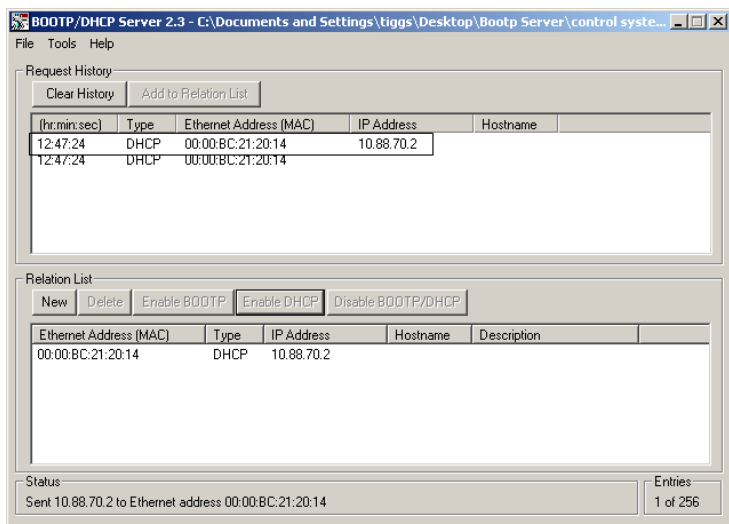 BOOTP/DHCP Server 2.3 - C:\Documents and Settings\tiggs\Desktop\Bootp Server\control syste...
File Tools Help
Request History
Clear History Add to Relation List
(hr:min:sec) Type Ethernet Address (MAC) IP Address Hostname
12:47:24 DHCP 00:00:BC:21:20:14 10.88.70.2
12:47:24 DHCP 00:00:BC:21:20:14
Relation List
New Delete Enable BOOTP Enable DHCP Disable BOOTP/DHCP
Ethernet Address (MAC) Type IP Address Hostname Description
00:00:BC:21:20:14 DHCP 10.88.70.2
Status Entries
Sent 10.88.70.2 to Ethernet address 00:00:BC:21:20:14 1 of 256